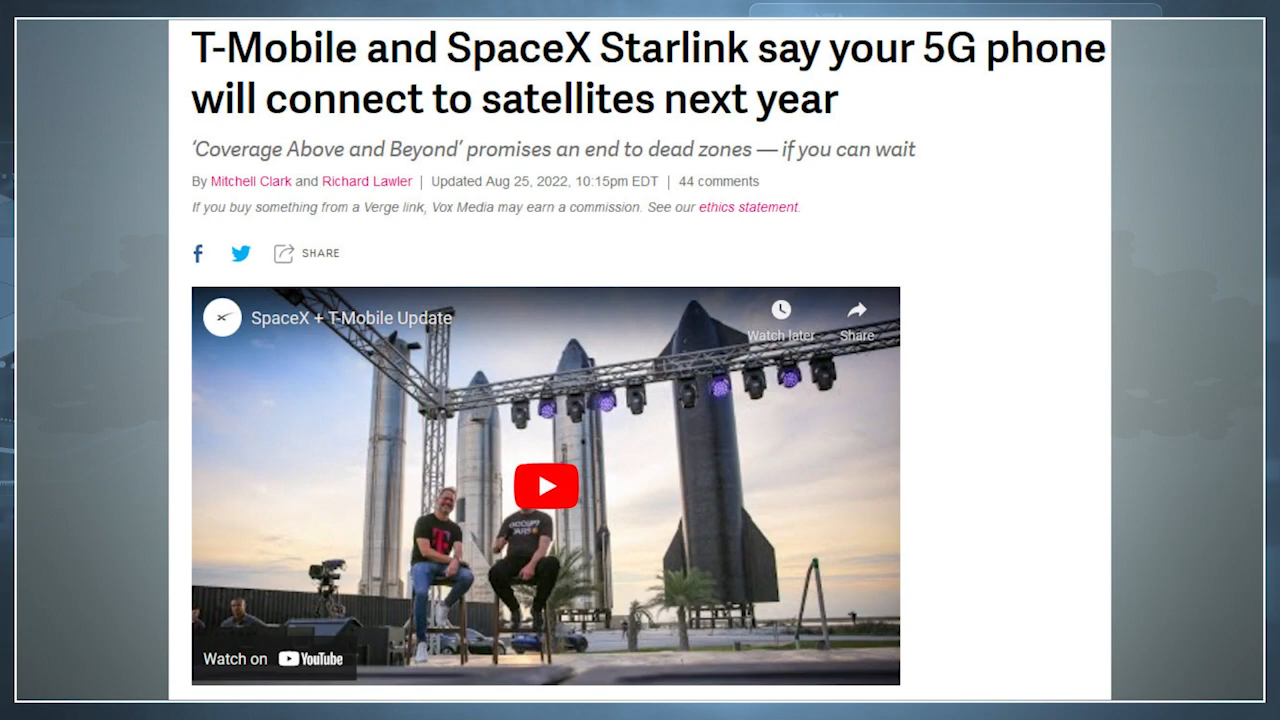 T-Mobile and SpaceX Starlink say your 5G phone
will connect to satellites next year
‘Coverage Above and Beyond’ promises an end to dead zones — if you can wait
By Mitchell Clark and Richard Lawler | Updated Aug 25, 2022, 10:15pm EDT | 44 comments
If you buy something from a Verge link, Vox Media may earn a commission. See our ethics statement.
SHARE
SpaceX + T-Mobile Update
Watch later
Share
OCCUPY
MARS
T
Watch on YouTube